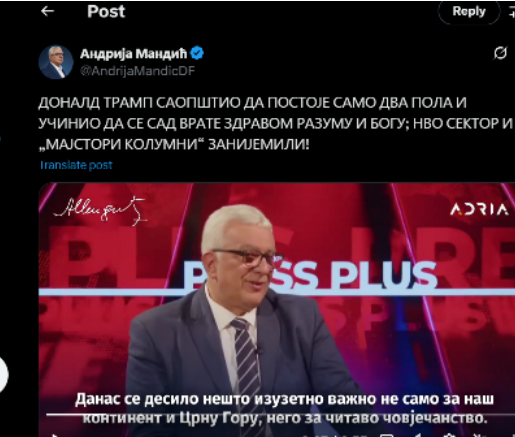 Post
Reply
Андрија Мандић
@AndrijaMandicDF
ДОНАЛД ТРАМП САОПШТИО ДА ПОСТОЈЕ САМО ДВА ПОЛА И
УЧИНИО ДА СЕ САД ВРАТЕ ЗДРАВОМ РАЗУМУ И БОГУ; НВО СЕКТОР И
„МАЈСТОРИ КОЛУМНИ“ ЗАНИЈЕМИЛИ!
Translate post
ADRIA
PRESS PLUS
Данас се десило нешто изузетно важно не само за наш
континент и Црну Гору, него за читаво човјечанство.